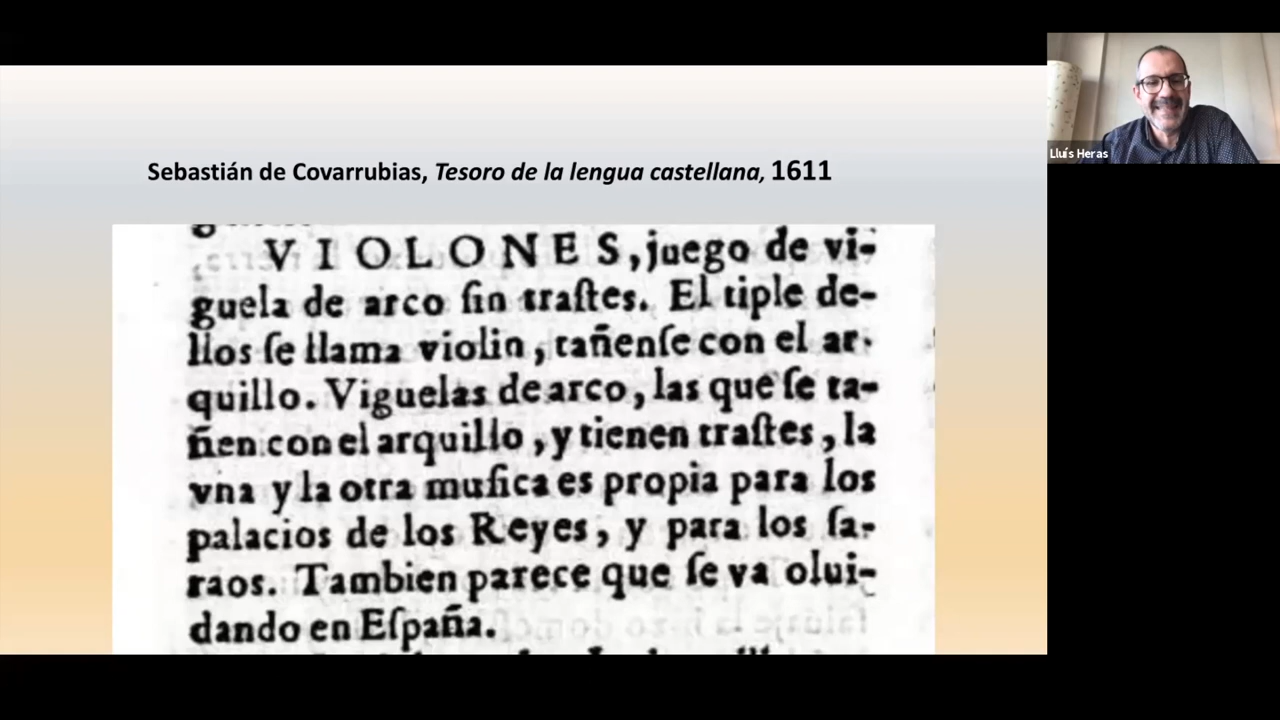 Sebastián de Covarrubias, Tesoro de la lengua castellana, 1611
VIOLONES, juego de vi-
guela de arco ſin traſtes. El tiple de-
llos ſe llama violin, tañenſe con el ar-
quillo. Viguelas de arco, las que ſe ta-
ñen con el arquillo, y tienen traſtes, la
vna y la otra muſica es propia para los
palacios de los Reyes, y para los ſa-
raos. Tambien parece que ſe va olui-
dando en Eſpaña.
Lluís Heras